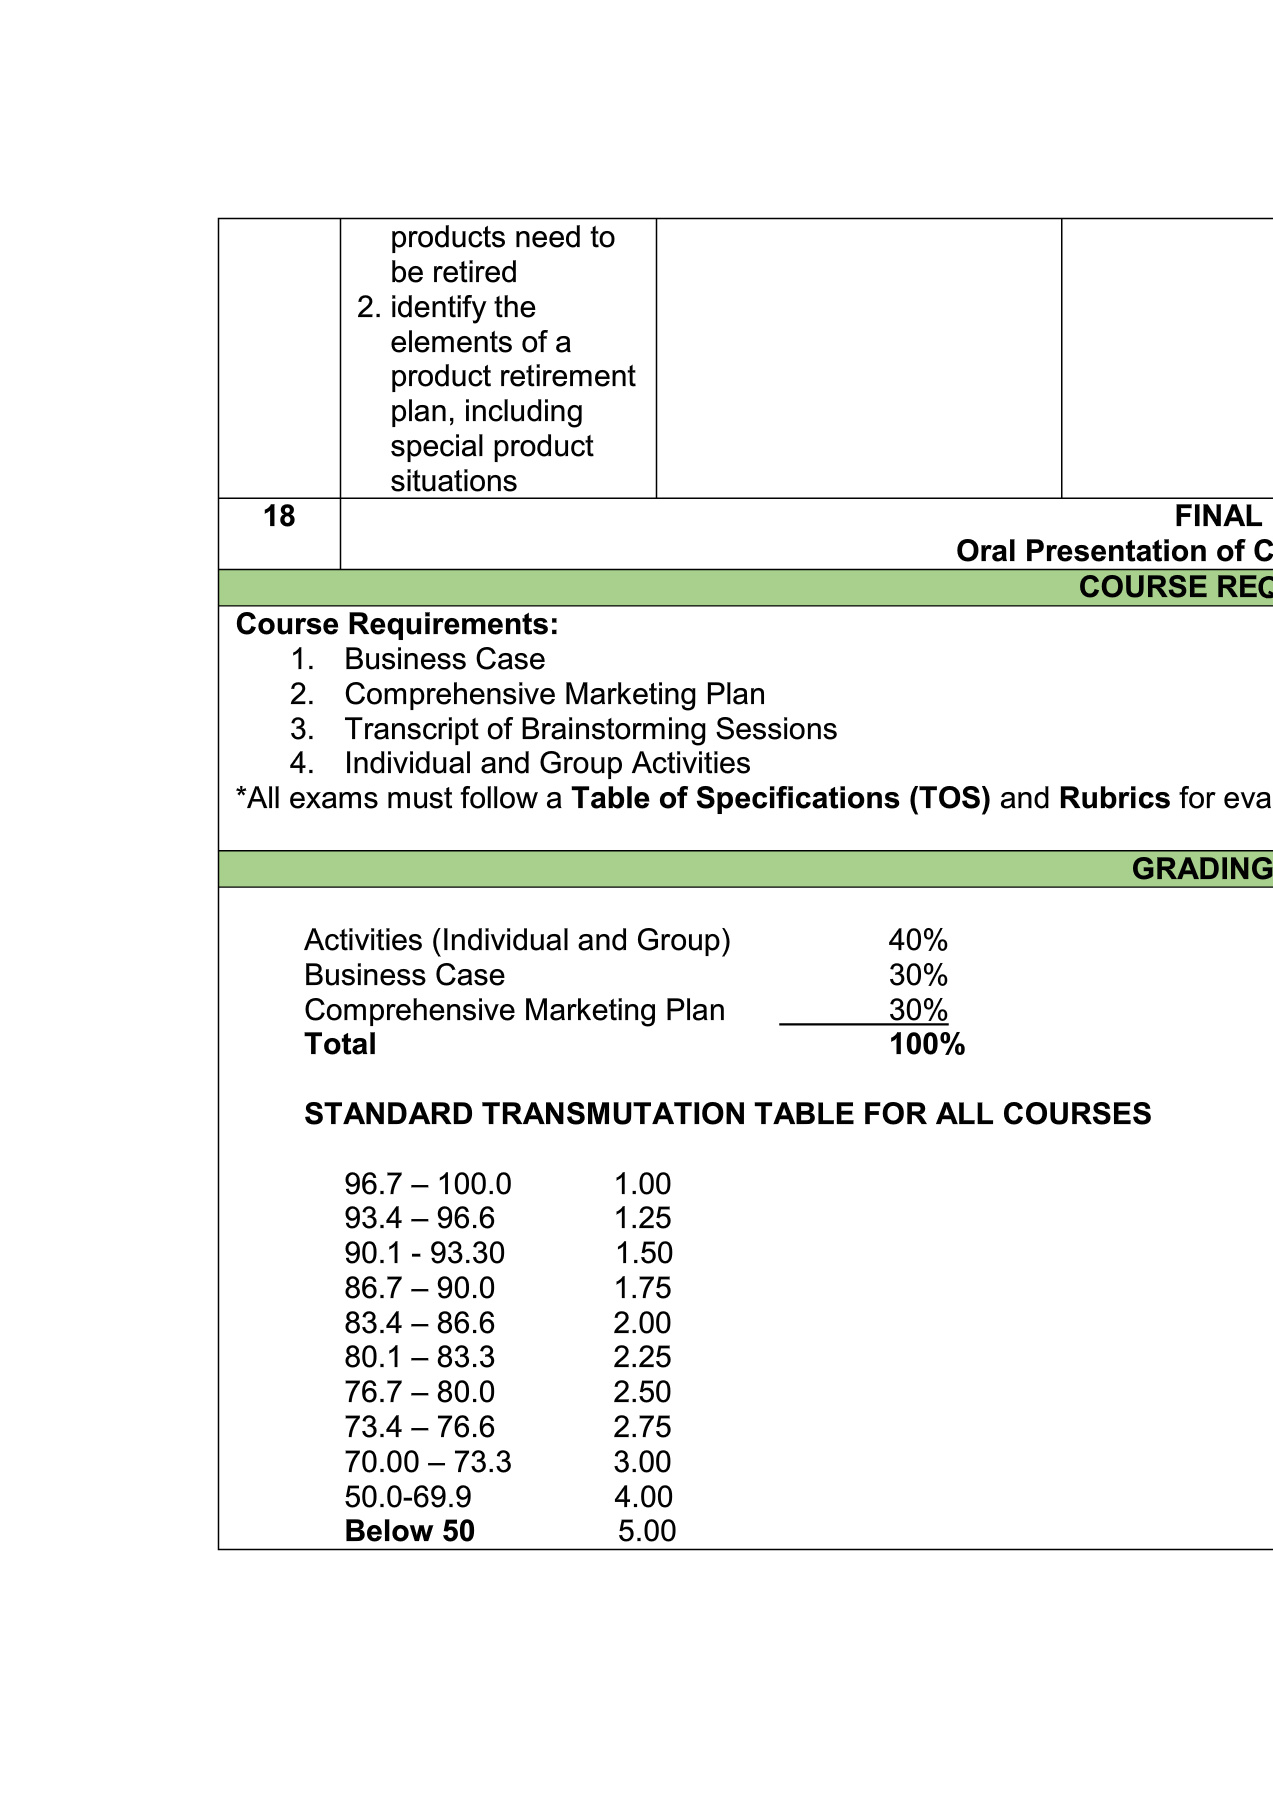 products need to
be retired
2. identify the
elements of a
product retirement
plan, including
special product
situations
18
FINAL
Oral Presentation of C
COURSE REQ
Course Requirements:
1. Business Case
2. Comprehensive Marketing Plan
3. Transcript of Brainstorming Sessions
4. Individual and Group Activities
*All exams must follow a Table of Specifications (TOS) and Rubrics for eva
GRADING
Activities (Individual and Group) 40%
Business Case 30%
Comprehensive Marketing Plan 30%
Total 100%
STANDARD TRANSMUTATION TABLE FOR ALL COURSES
96.7 – 100.0 1.00
93.4 – 96.6 1.25
90.1 - 93.30 1.50
86.7 – 90.0 1.75
83.4 – 86.6 2.00
80.1 – 83.3 2.25
76.7 – 80.0 2.50
73.4 – 76.6 2.75
70.00 – 73.3 3.00
50.0-69.9 4.00
Below 50 5.00